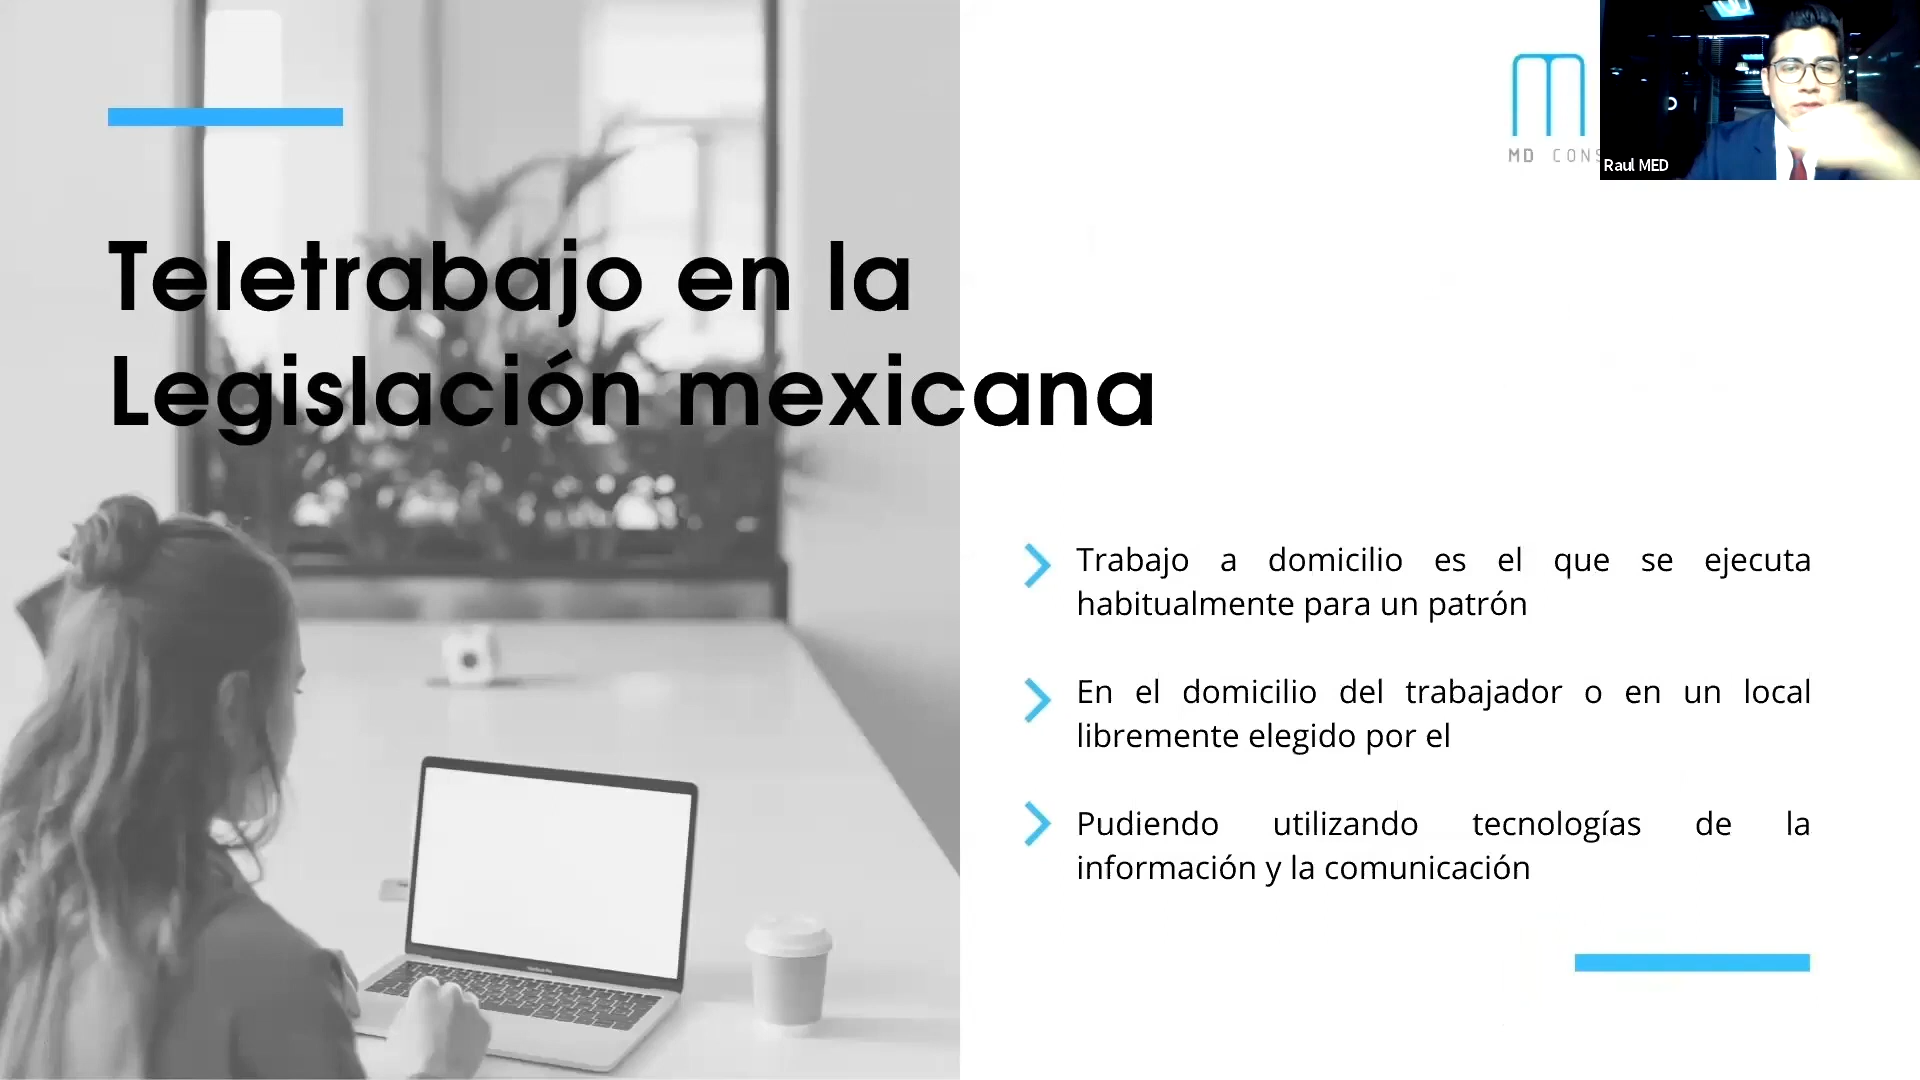 MD CONS
Raul MED
Teletrabajo en la
Legislación mexicana
Trabajo a domicilio es el que se ejecuta
habitualmente para un patrón
En el domicilio del trabajador o en un local
libremente elegido por el
Pudiendo utilizando tecnologías de la
información y la comunicación